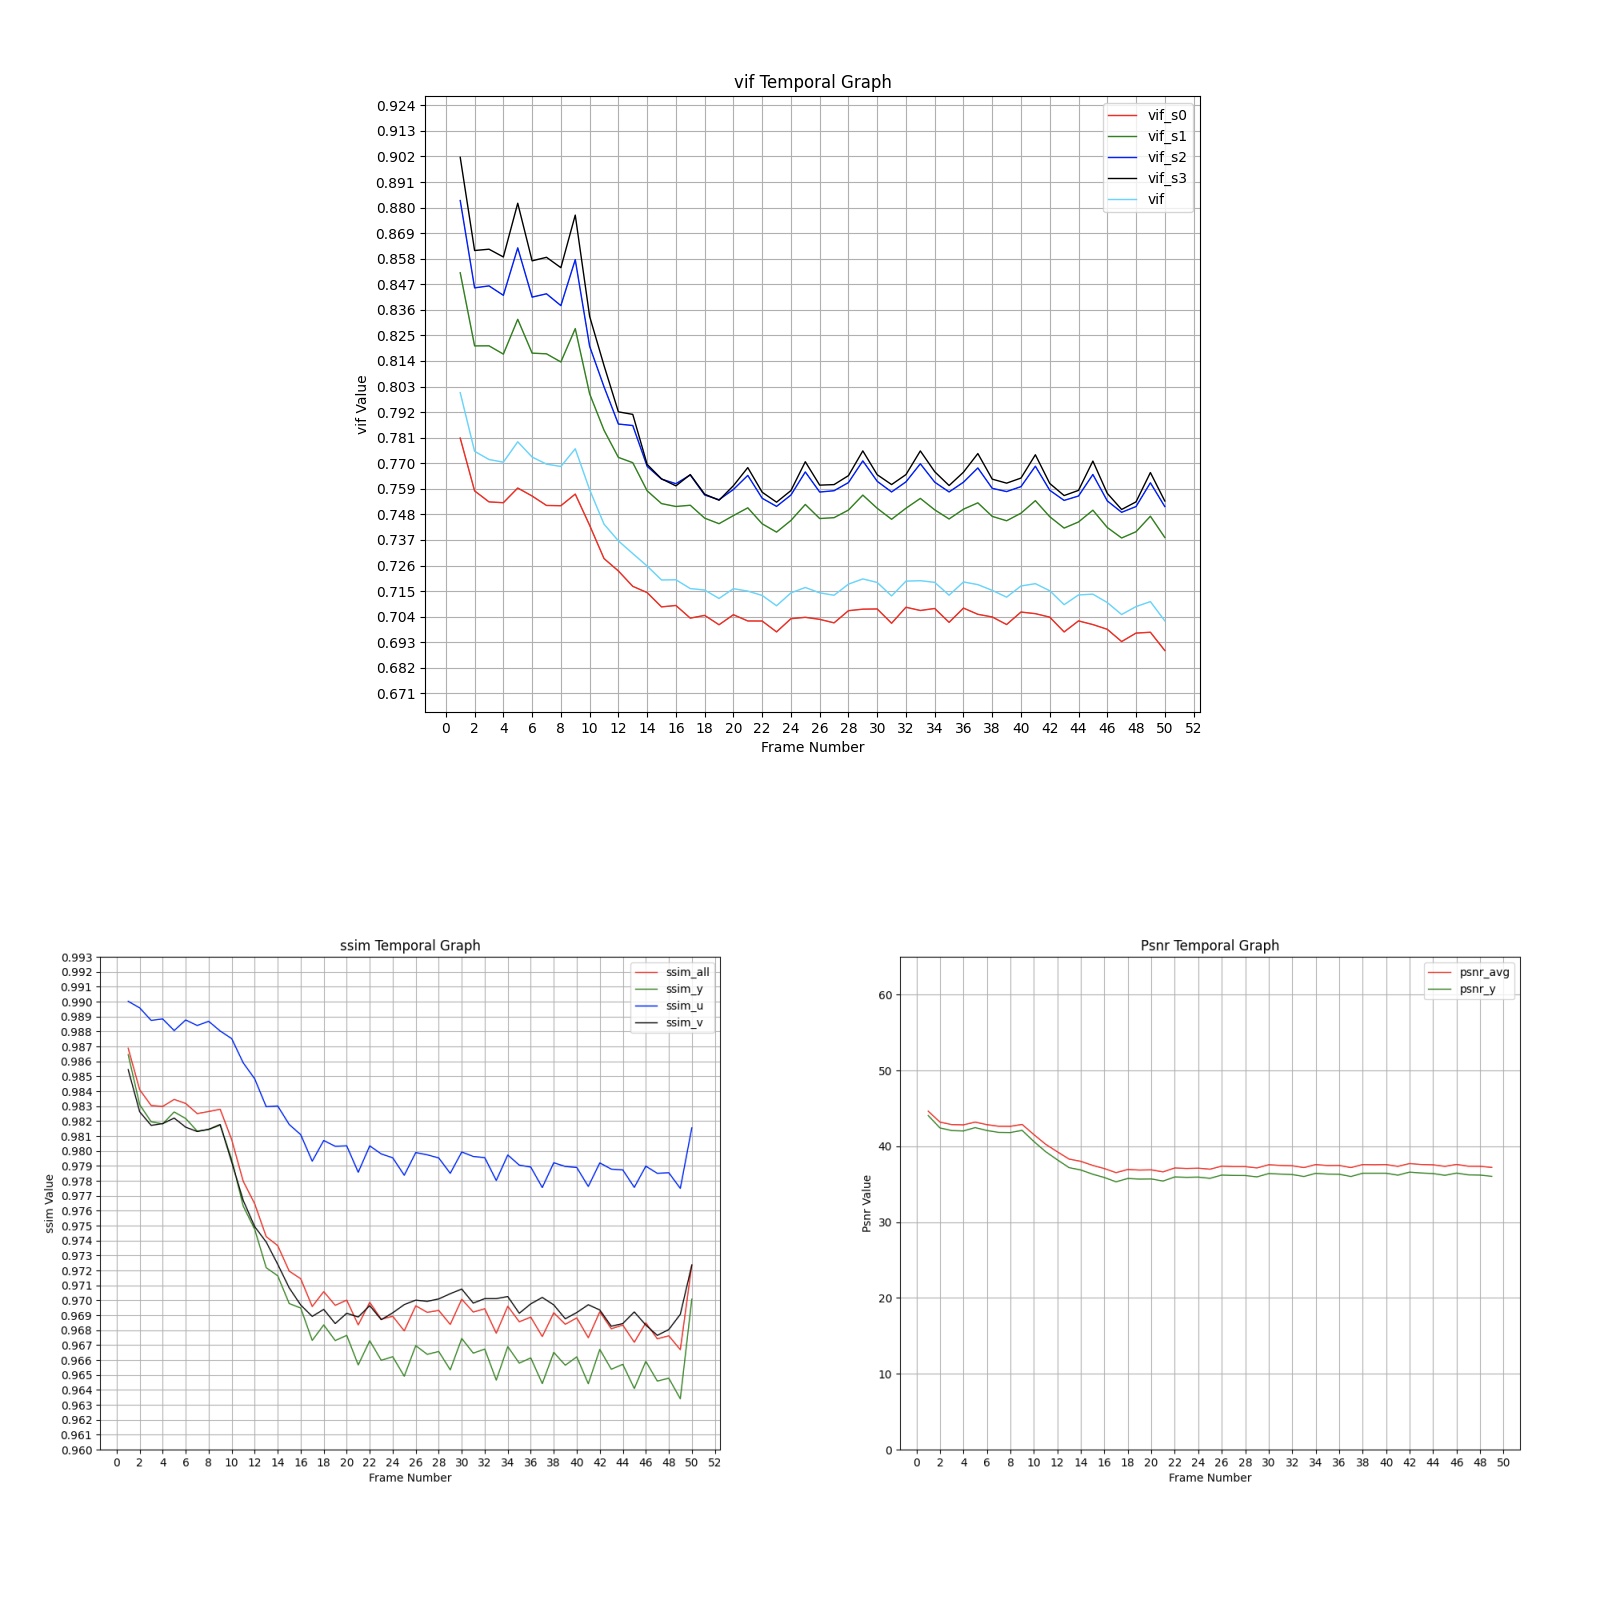 vif Temporal Graph
0.924
0.913
0.902
0.891
0.880
0.869
0.858
0.847
0.836
0.825
0.814
0.803
0.792
0.781
0.770
0.759
0.748
0.737
0.726
0.715
0.704
0.693
0.682
0.671
vif Value
vif_s0
vif_s1
vif_s2
vif_s3
vif
0 2 4 6 8 10 12 14 16 18 20 22 24 26 28 30 32 34 36 38 40 42 44 46 48 50 52
Frame Number
ssim Temporal Graph
0.993
0.992
0.991
0.990
0.989
0.988
0.987
0.986
0.985
0.984
0.983
0.982
0.981
0.980
0.979
0.978
0.977
0.976
0.975
0.974
0.973
0.972
0.971
0.970
0.969
0.968
0.967
0.966
0.965
0.964
0.963
0.962
0.961
0.960
ssim Value
ssim_all
ssim_y
ssim_u
ssim_v
0 2 4 6 8 10 12 14 16 18 20 22 24 26 28 30 32 34 36 38 40 42 44 46 48 50 52
Frame Number
Psnr Temporal Graph
60
50
40
30
20
10
0
Psnr Value
psnr_avg
psnr_y
0 2 4 6 8 10 12 14 16 18 20 22 24 26 28 30 32 34 36 38 40 42 44 46 48 50
Frame Number